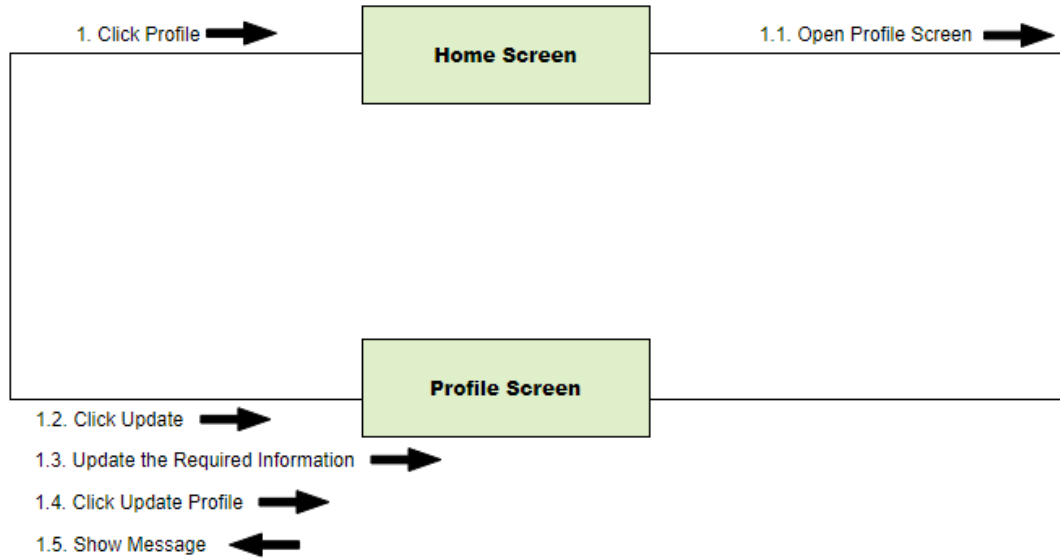 1. Click Profile
Home Screen
1.1. Open Profile Screen
Profile Screen
1.2. Click Update
1.3. Update the Required Information
1.4. Click Update Profile
1.5. Show Message